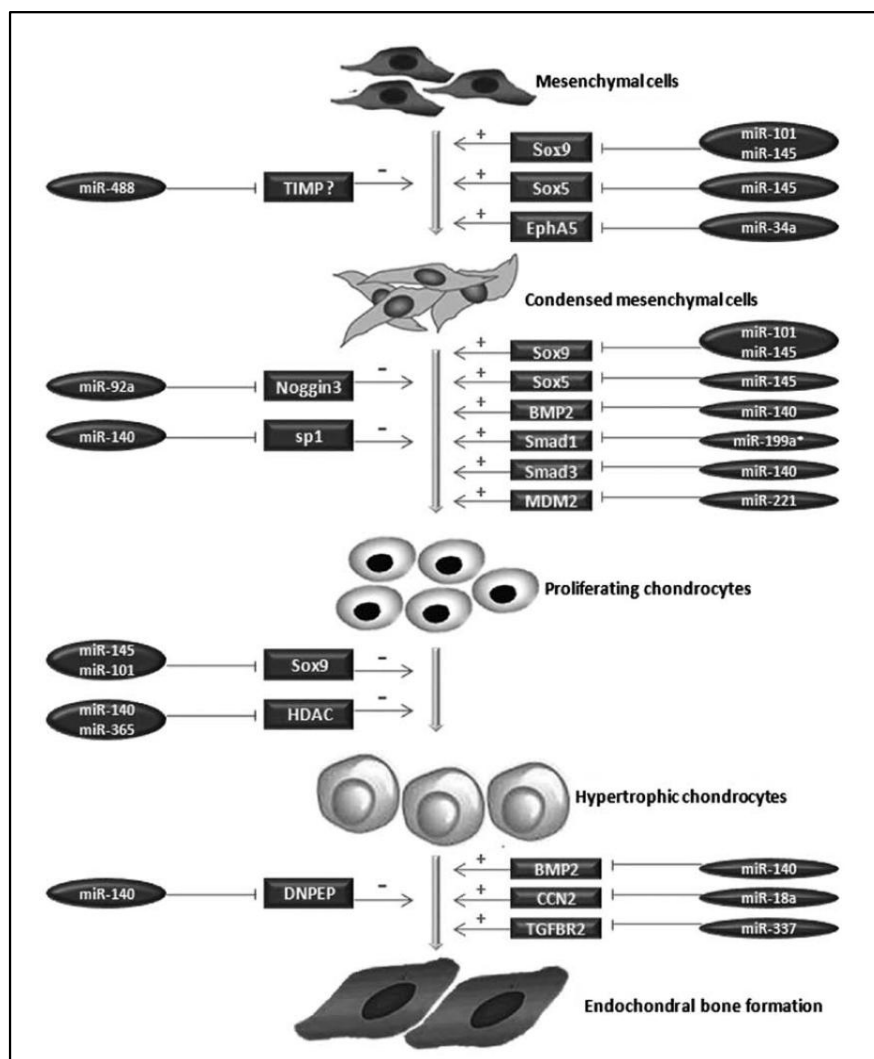 Mesenchymal cells
miR-488
TIMP?
-
+
Sox9
miR-101
miR-145
+
Sox5
miR-145
+
EphA5
miR-34a
Condensed mesenchymal cells
miR-92a
Noggin3
-
miR-140
sp1
-
+
Sox9
miR-101
miR-145
+
Sox5
miR-145
+
BMP2
miR-140
+
Smad1
miR-199a*
+
Smad3
miR-140
+
MDM2
miR-221
Proliferating chondrocytes
miR-145
miR-101
Sox9
-
miR-140
miR-365
HDAC
-
Hypertrophic chondrocytes
miR-140
DNPEP
-
+
BMP2
miR-140
+
CCN2
miR-18a
+
TGFBR2
miR-337
Endochondral bone formation